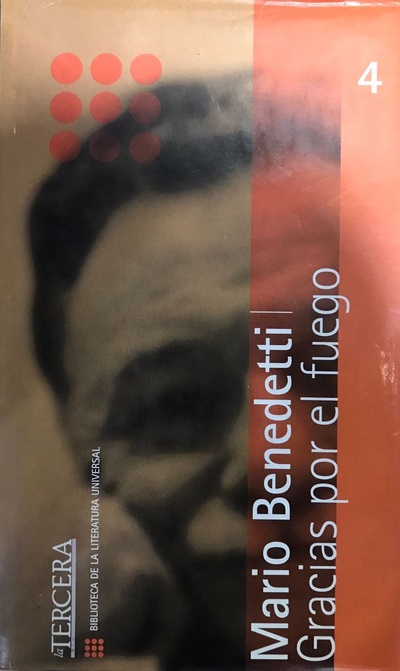 4
Mario Benedetti |
Gracias por el fuego
la TERCERA
BIBLIOTECA DE LA LITERATURA UNIVERSAL